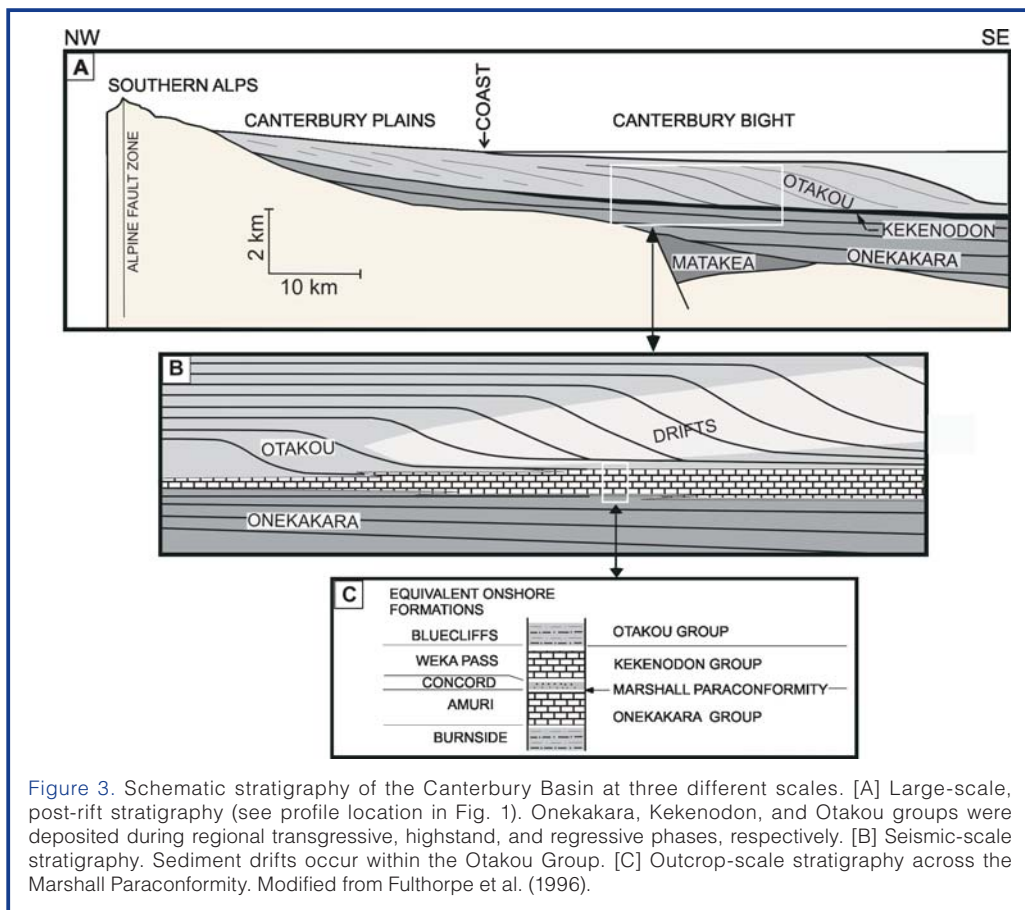 NW
SE
A
SOUTHERN ALPS
COAST
CANTERBURY PLAINS
CANTERBURY BIGHT
ALPINE FAULT ZONE
OTAKOU
KEKENODON
2 km
10 km
MATAKEA
ONEKAKARA
B
DRIFTS
OTAKOU
ONEKAKARA
C
EQUIVALENT ONSHORE
FORMATIONS
BLUECLIFFS
OTAKOU GROUP
WEKA PASS
KEKENODON GROUP
CONCORD
MARSHALL PARACONFORMITY
AMURI
ONEKAKARA GROUP
BURNSIDE
Figure 3. Schematic stratigraphy of the Canterbury Basin at three different scales. [A] Large-scale,
post-rift stratigraphy (see profile location in Fig. 1). Onekakara, Kekenodon, and Otakou groups were
deposited during regional transgressive, highstand, and regressive phases, respectively. [B] Seismic-scale
stratigraphy. Sediment drifts occur within the Otakou Group. [C] Outcrop-scale stratigraphy across the
Marshall Paraconformity. Modified from Fulthorpe et al. (1996).